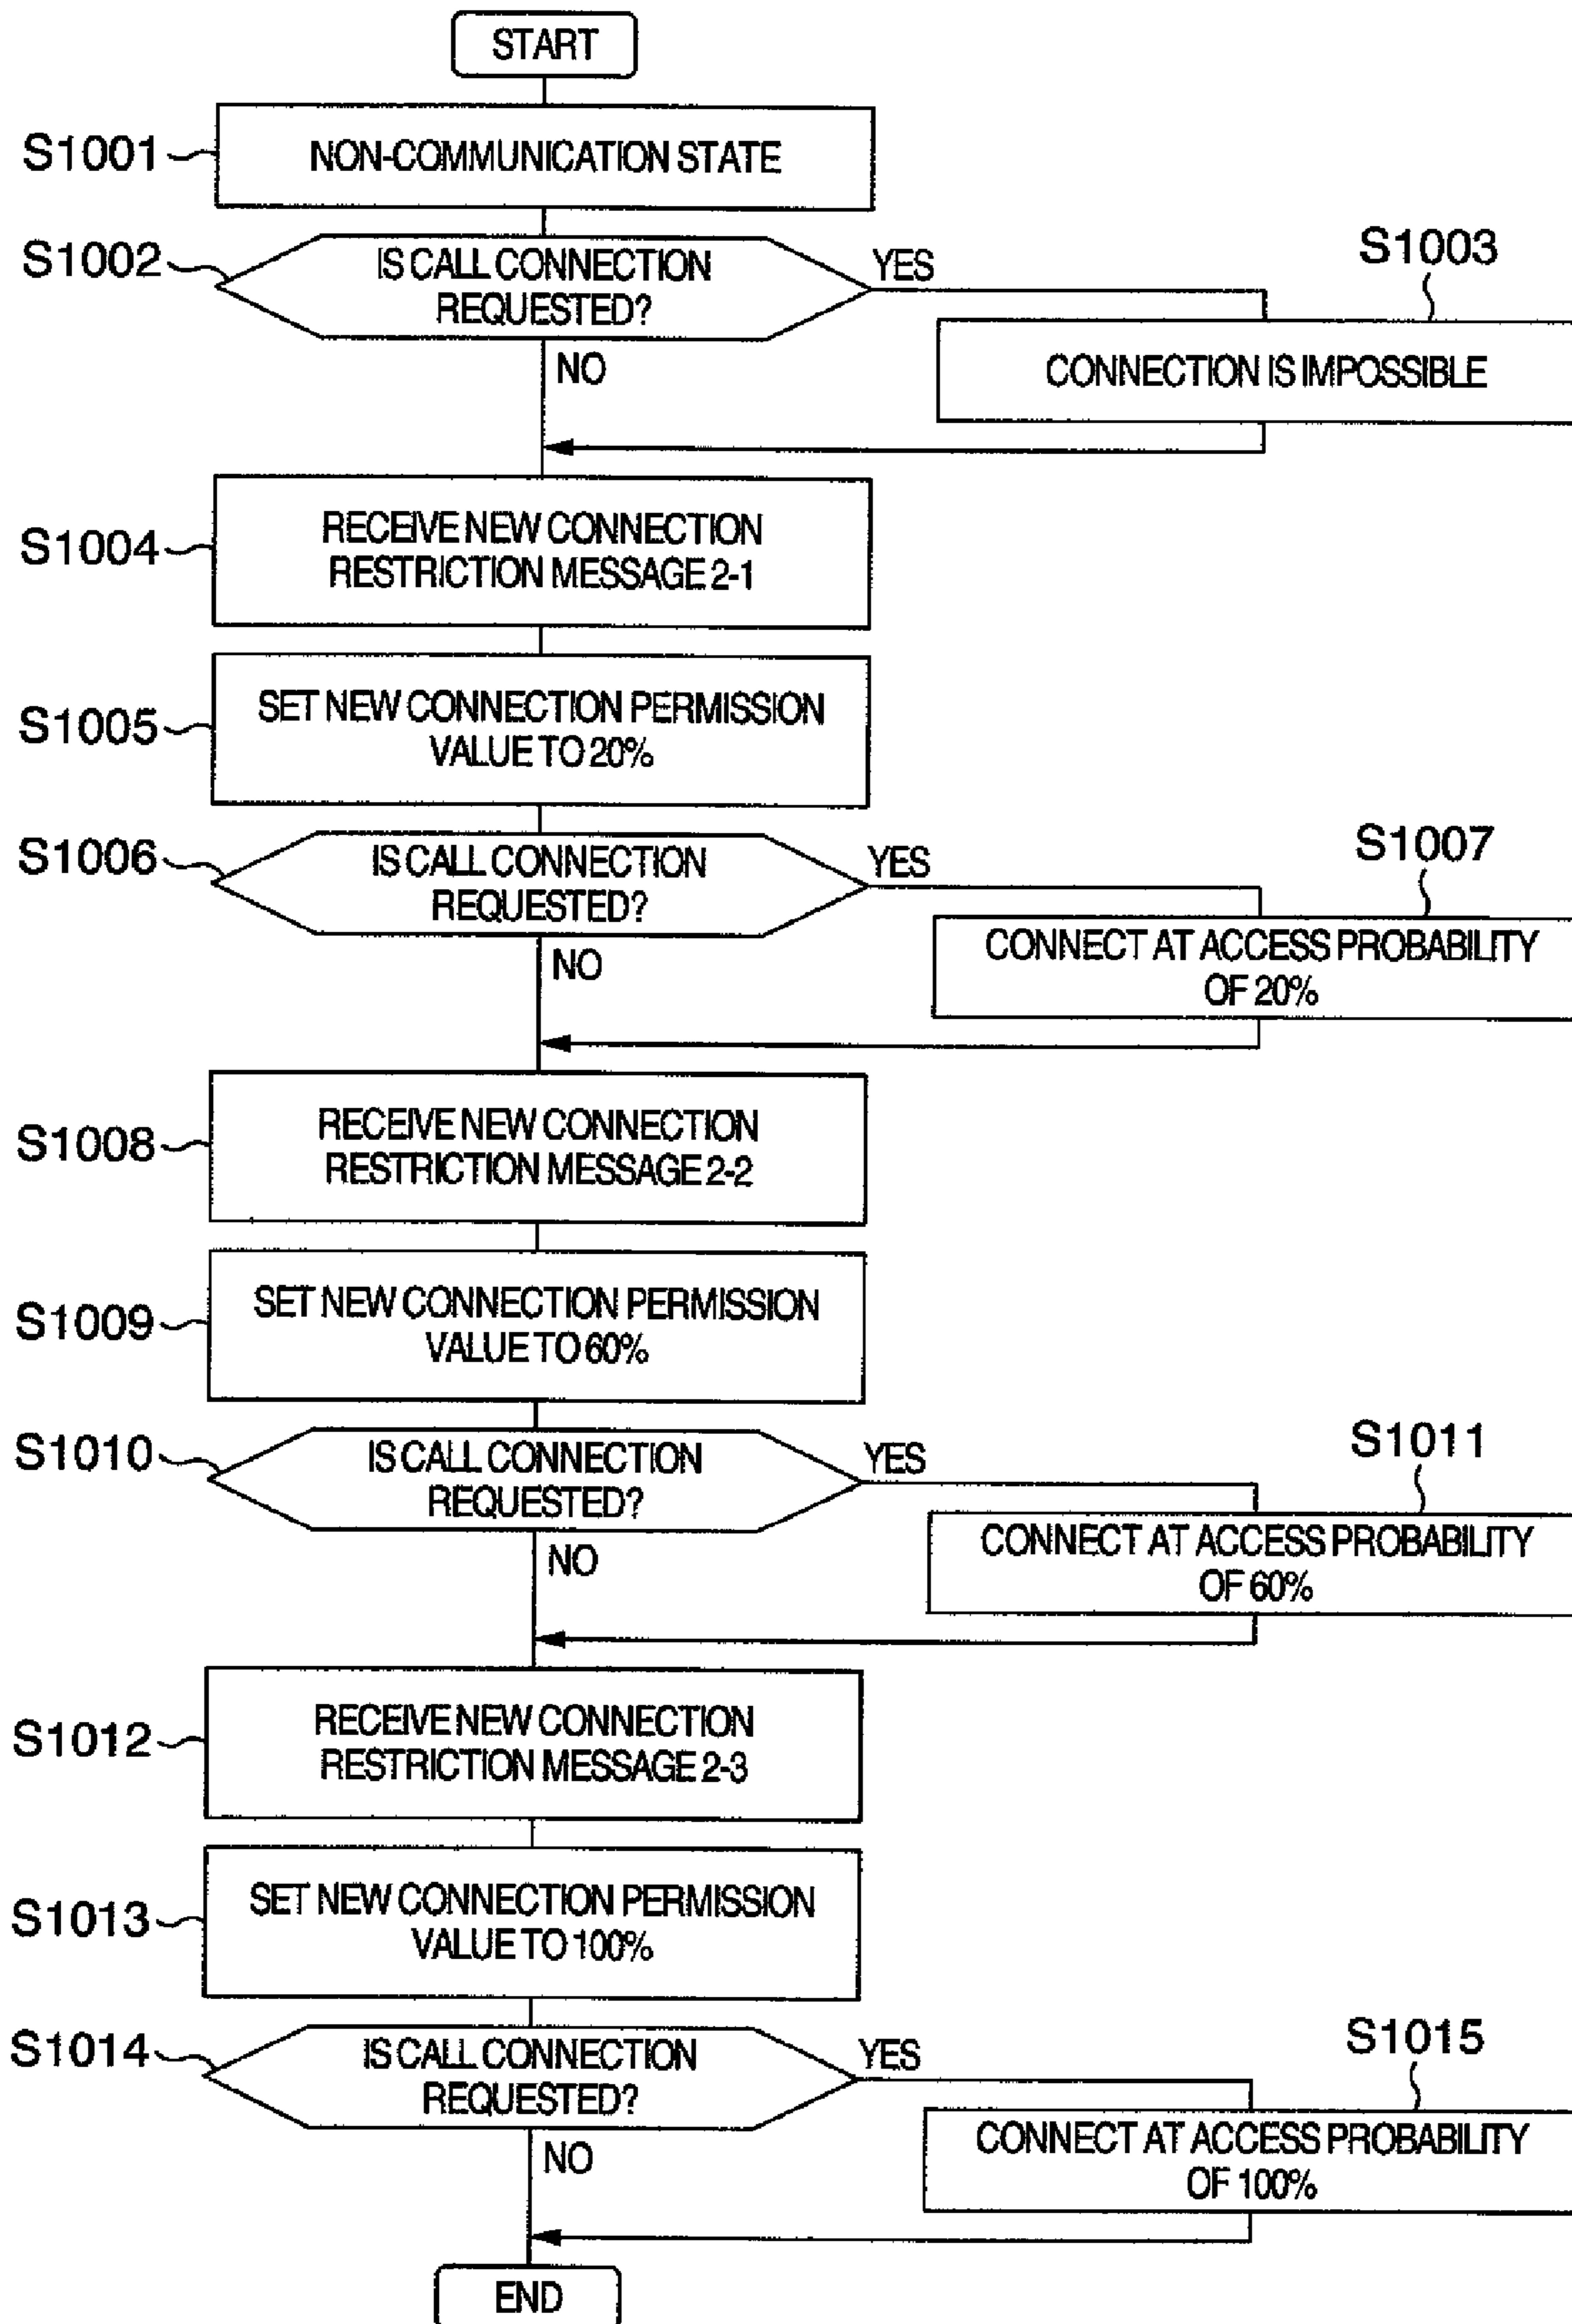 START
S1001
NON-COMMUNICATION STATE
S1002
IS CALL CONNECTION
REQUESTED?
YES
S1003
NO
CONNECTION IS IMPOSSIBLE
S1004
RECEIVE NEW CONNECTION
RESTRICTION MESSAGE 2-1
S1005
SET NEW CONNECTION PERMISSION
VALUE TO 20%
S1006
IS CALL CONNECTION
REQUESTED?
YES
S1007
NO
CONNECT AT ACCESS PROBABILITY
OF 20%
S1008
RECEIVE NEW CONNECTION
RESTRICTION MESSAGE 2-2
S1009
SET NEW CONNECTION PERMISSION
VALUE TO 60%
S1010
IS CALL CONNECTION
REQUESTED?
YES
S1011
NO
CONNECT AT ACCESS PROBABILITY
OF 60%
S1012
RECEIVE NEW CONNECTION
RESTRICTION MESSAGE 2-3
S1013
SET NEW CONNECTION PERMISSION
VALUE TO 100%
S1014
IS CALL CONNECTION
REQUESTED?
YES
S1015
NO
CONNECT AT ACCESS PROBABILITY
OF 100%
END